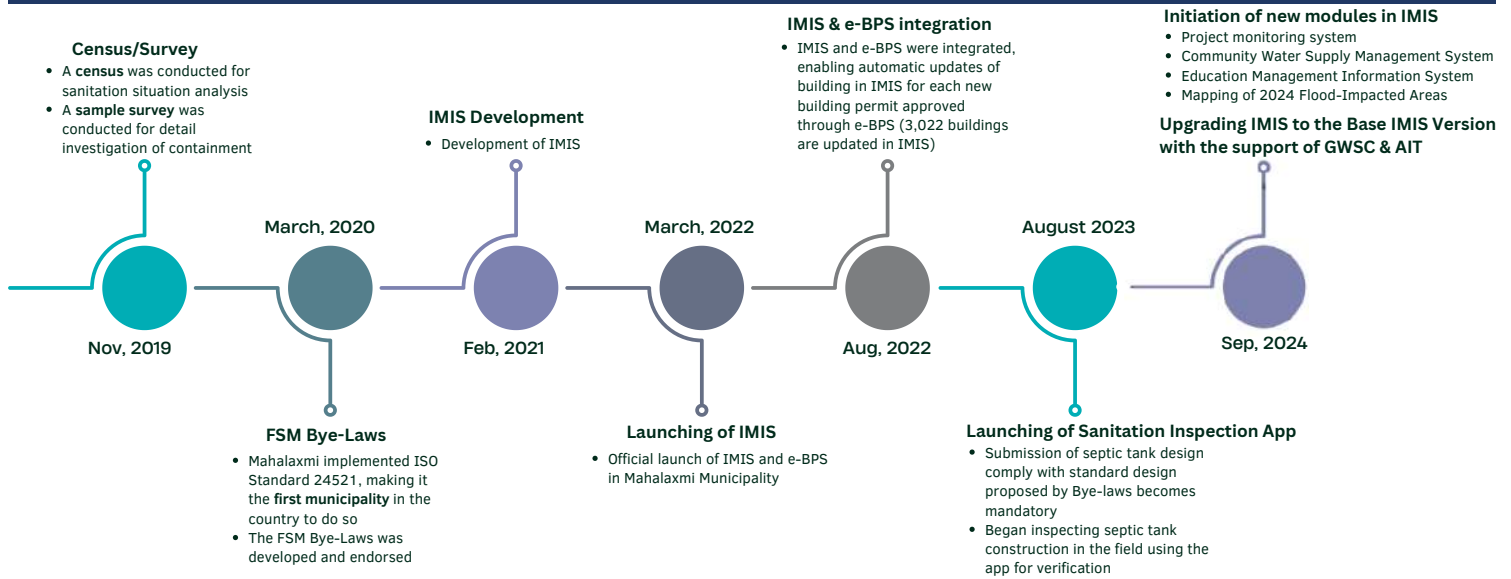 Census/Survey
• A census was conducted for
sanitation situation analysis
• A sample survey was
conducted for detail
investigation of containment
Nov, 2019
March, 2020
FSM Bye-Laws
• Mahalaxmi implemented ISO
Standard 24521, making it
the first municipality in the
country to do so
• The FSM Bye-Laws was
developed and endorsed
IMIS Development
• Development of IMIS
Feb, 2021
March, 2022
Launching of IMIS
• Official launch of IMIS and e-BPS
in Mahalaxmi Municipality
IMIS & e-BPS integration
• IMIS and e-BPS were integrated,
enabling automatic updates of
building in IMIS for each new
building permit approved
through e-BPS (3,022 buildings
are updated in IMIS)
Aug, 2022
August 2023
Launching of Sanitation Inspection App
• Submission of septic tank design
comply with standard design
proposed by Bye-laws becomes
mandatory
• Began inspecting septic tank
construction in the field using the
app for verification
Initiation of new modules in IMIS
• Project monitoring system
• Community Water Supply Management System
• Education Management Information System
• Mapping of 2024 Flood-Impacted Areas
Upgrading IMIS to the Base IMIS Version
with the support of GWSC & AIT
Sep, 2024